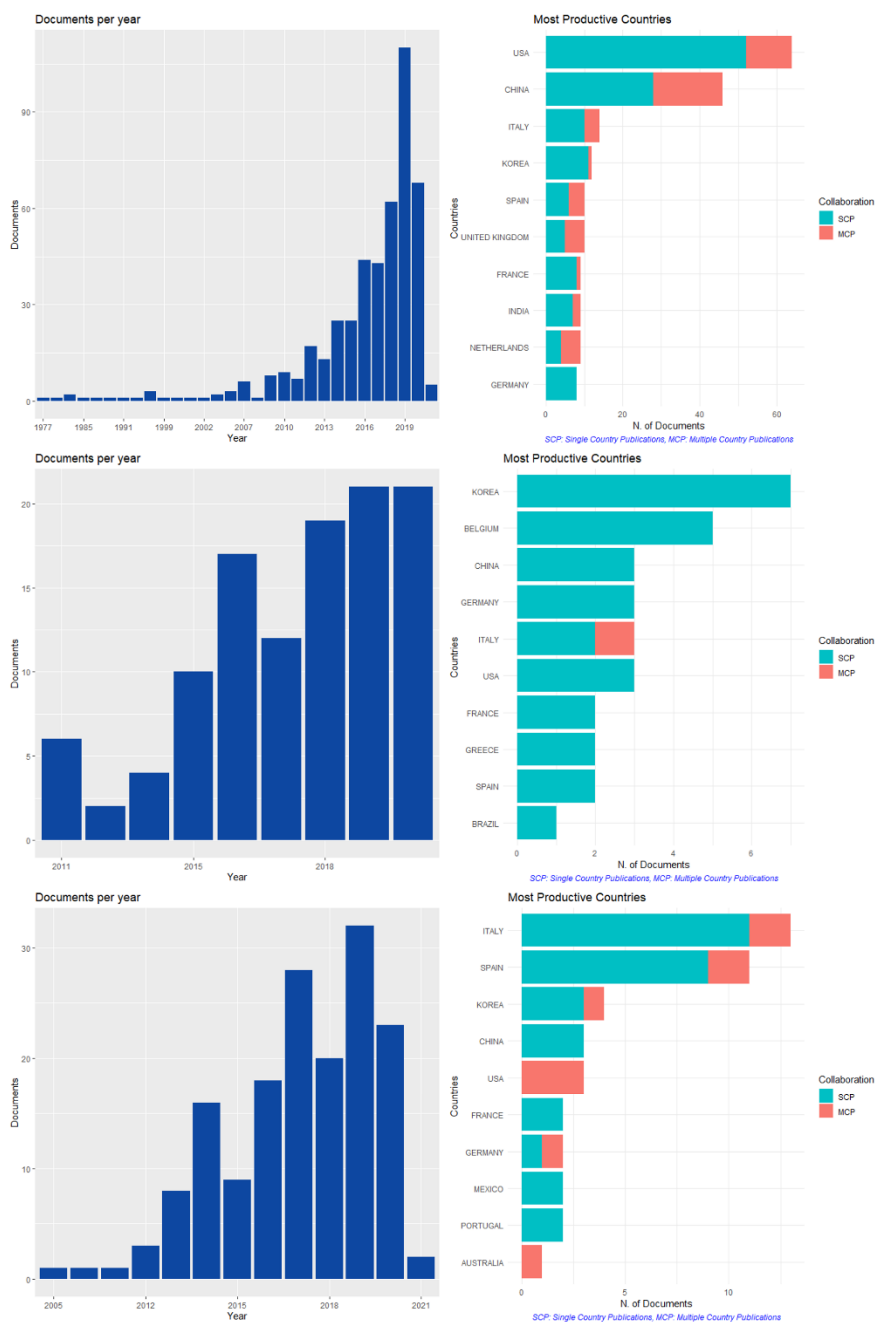 Documents per year
Documents
90
60
30
0
1977
1985
1991
1999
2002
2007
2010
2013
2016
2019
Year
Most Productive Countries
Countries
USA
CHINA
ITALY
KOREA
SPAIN
UNITED KINGDOM
FRANCE
INDIA
NETHERLANDS
GERMANY
0
20
40
60
N. of Documents
SCP: Single Country Publications, MCP: Multiple Country Publications
Collaboration
SCP
MCP
Documents per year
Documents
20
15
10
5
0
2011
2015
2018
Year
Most Productive Countries
Countries
KOREA
BELGIUM
CHINA
GERMANY
ITALY
USA
FRANCE
GREECE
SPAIN
BRAZIL
0
2
4
6
N. of Documents
SCP: Single Country Publications, MCP: Multiple Country Publications
Collaboration
SCP
MCP
Documents per year
Documents
30
20
10
0
2005
2012
2015
2018
2021
Year
Most Productive Countries
Countries
ITALY
SPAIN
KOREA
CHINA
USA
FRANCE
GERMANY
MEXICO
PORTUGAL
AUSTRALIA
0
5
10
N. of Documents
SCP: Single Country Publications, MCP: Multiple Country Publications
Collaboration
SCP
MCP